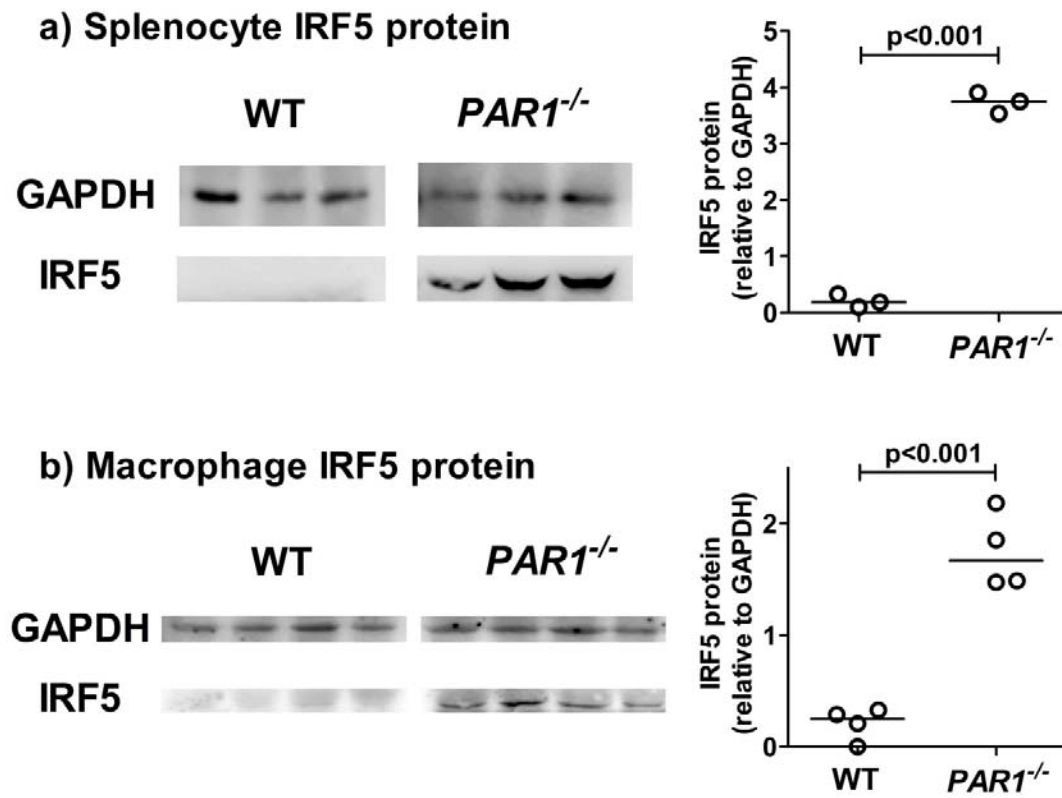 a) Splenocyte IRF5 protein
WT PAR1-/-
GAPDH
IRF5
IRF5 protein
(relative to GAPDH)
5
4
3
2
1
0
p<0.001
WT PAR1-/-
b) Macrophage IRF5 protein
WT PAR1-/-
GAPDH
IRF5
IRF5 protein
(relative to GAPDH)
2
1
0
p<0.001
WT PAR1-/-